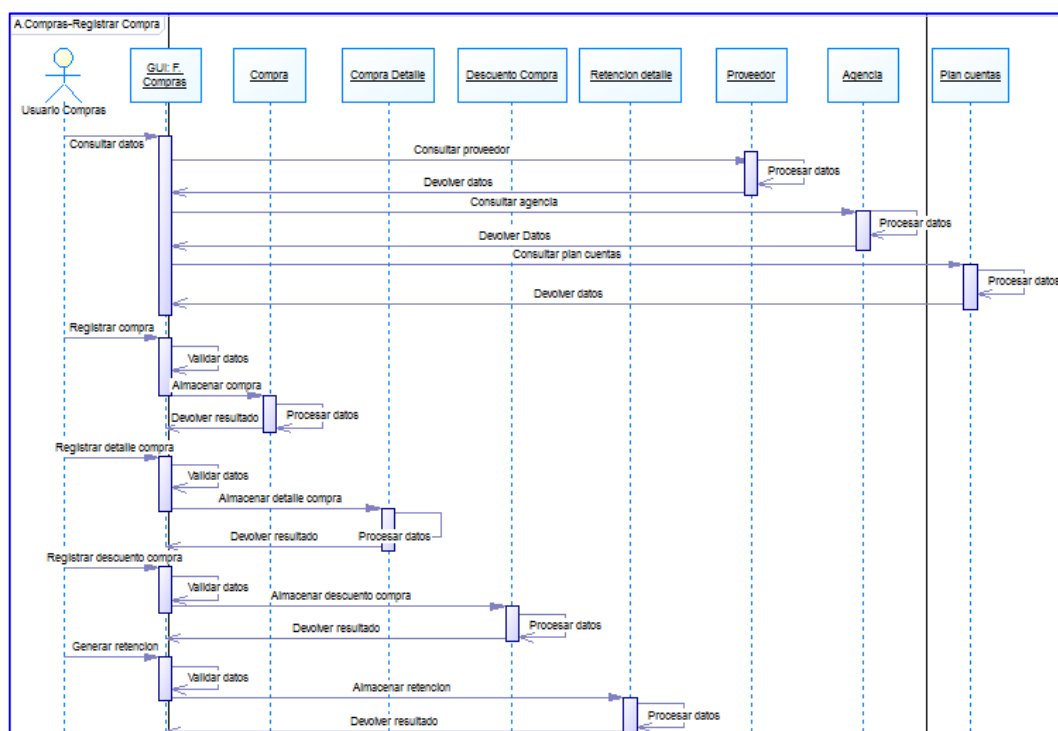 A.Compras-Registrar Compra
GUI: F.
Compras
Compra
Compra Detalle
Descuento Compra
Retencion detalle
Proveedor
Agencia
Plan cuentas
Usuario Compras
Consultar datos
Consultar proveedor
Procesar datos
Devolver datos
Consultar agencia
Procesar datos
Devolver Datos
Consultar plan cuentas
Procesar datos
Devolver datos
Registrar compra
Validar datos
Almacenar compra
Procesar datos
Devolver resultado
Registrar detalle compra
Validar datos
Almacenar detalle compra
Procesar datos
Devolver resultado
Registrar descuento compra
Validar datos
Almacenar descuento compra
Procesar datos
Devolver resultado
Generar retencion
Validar datos
Almacenar retencion
Procesar datos
Devolver resultado